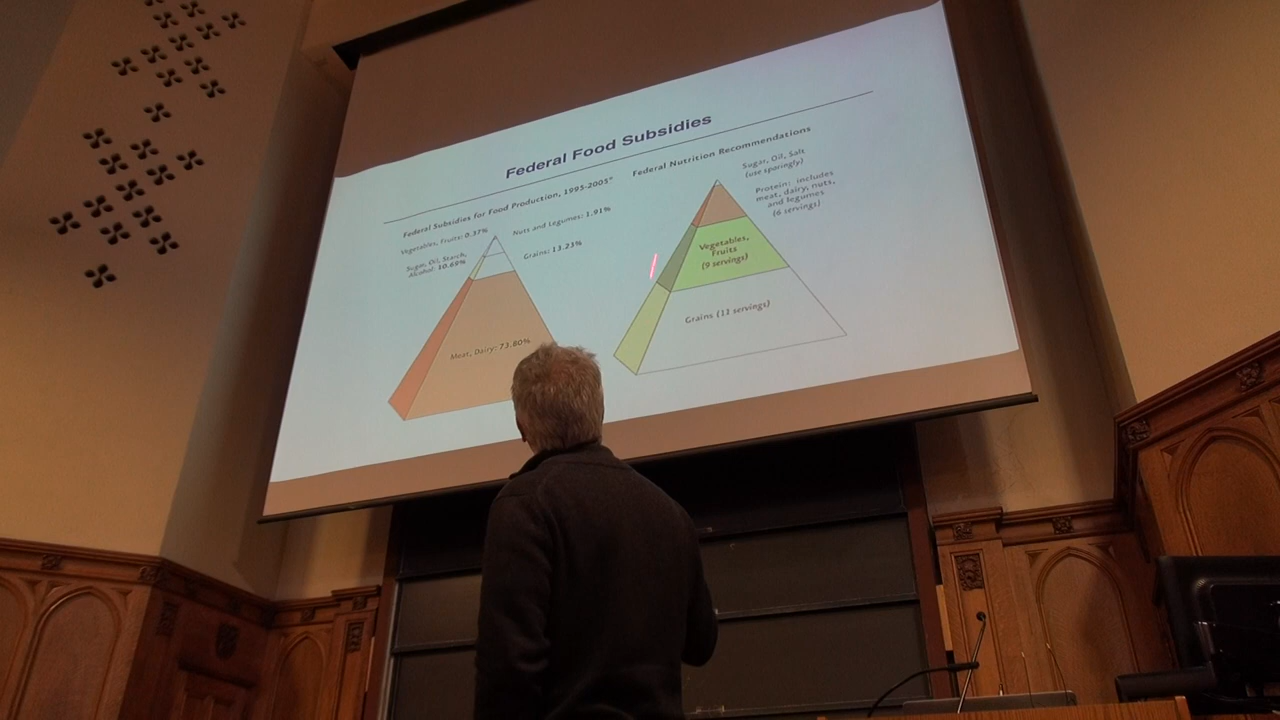 Federal Food Subsidies
Federal Subsidies for Food Production, 1995-2005*
Vegetables, Fruits: 0.37%
Nuts and Legumes: 1.91%
Sugar, Oil, Starch,
Alcohol: 10.69%
Grains: 13.23%
Meat, Dairy: 73.80%
Federal Nutrition Recommendations
Sugar, Oil, Salt
(use sparingly)
Protein: includes
meat, dairy, nuts,
and legumes
(6 servings)
Vegetables,
Fruits
(9 servings)
Grains (11 servings)